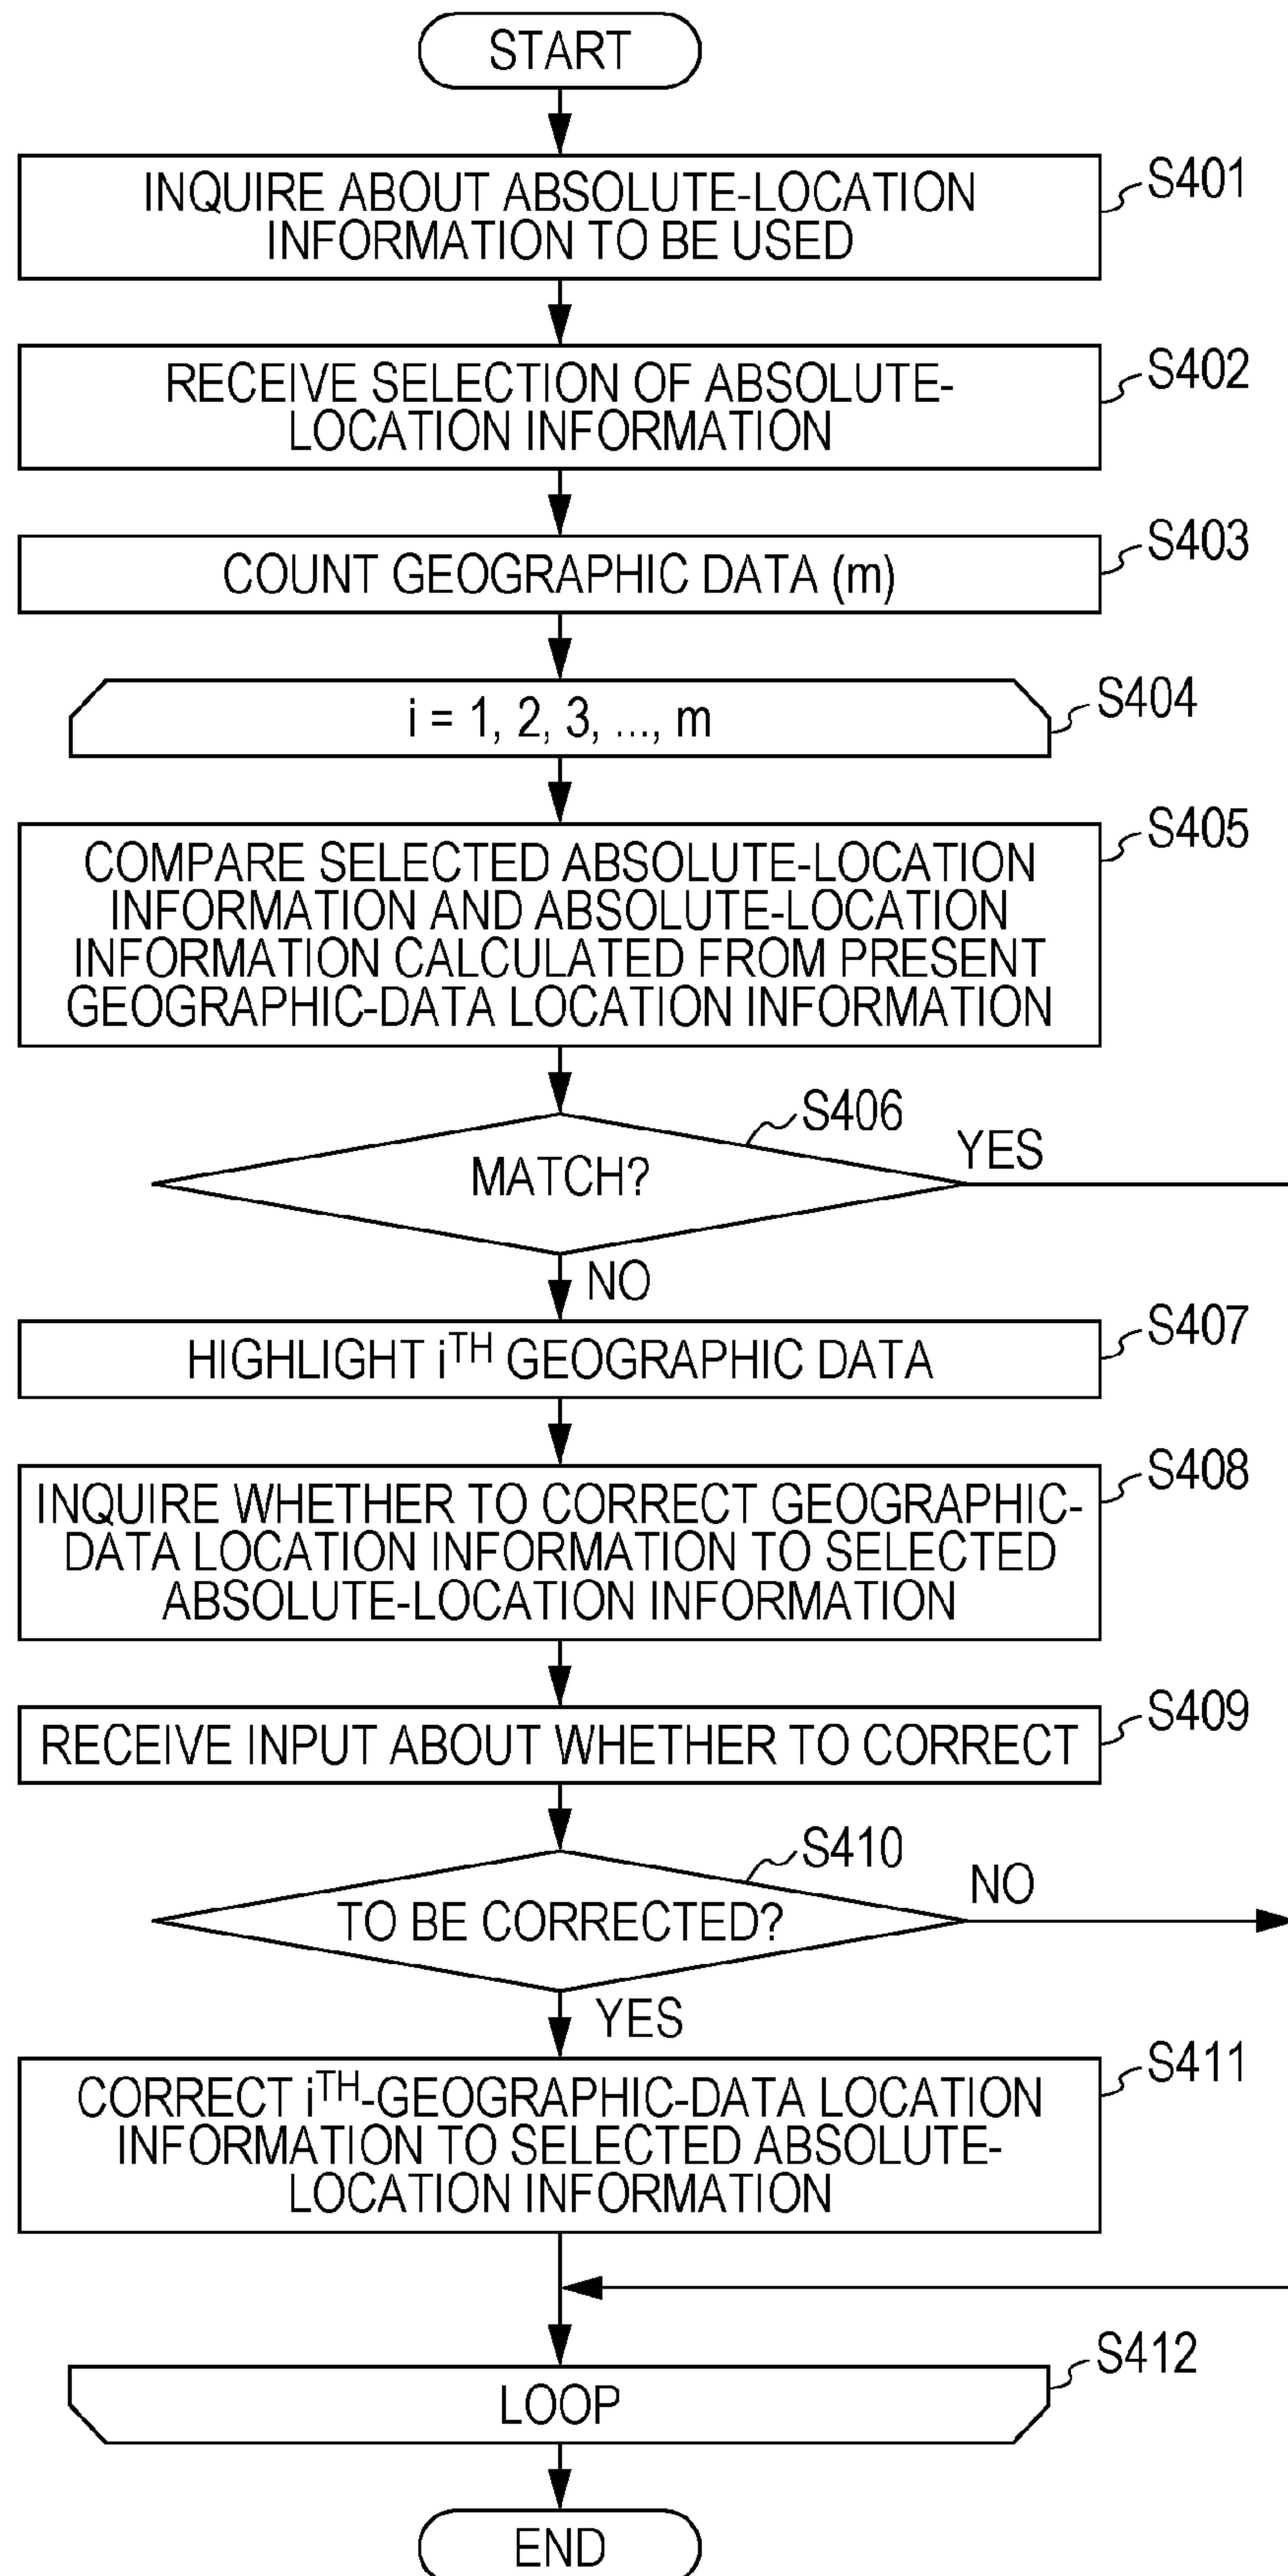 START
INQUIRE ABOUT ABSOLUTE-LOCATION
INFORMATION TO BE USED
S401
RECEIVE SELECTION OF ABSOLUTE-
LOCATION INFORMATION
S402
COUNT GEOGRAPHIC DATA (m)
S403
i = 1, 2, 3, ..., m
S404
COMPARE SELECTED ABSOLUTE-LOCATION
INFORMATION AND ABSOLUTE-LOCATION
INFORMATION CALCULATED FROM PRESENT
GEOGRAPHIC-DATA LOCATION INFORMATION
S405
MATCH?
S406
YES
NO
HIGHLIGHT iTH GEOGRAPHIC DATA
S407
INQUIRE WHETHER TO CORRECT GEOGRAPHIC-
DATA LOCATION INFORMATION TO SELECTED
ABSOLUTE-LOCATION INFORMATION
S408
RECEIVE INPUT ABOUT WHETHER TO CORRECT
S409
TO BE CORRECTED?
S410
NO
YES
CORRECT iTH-GEOGRAPHIC-DATA LOCATION
INFORMATION TO SELECTED ABSOLUTE-
LOCATION INFORMATION
S411
LOOP
S412
END